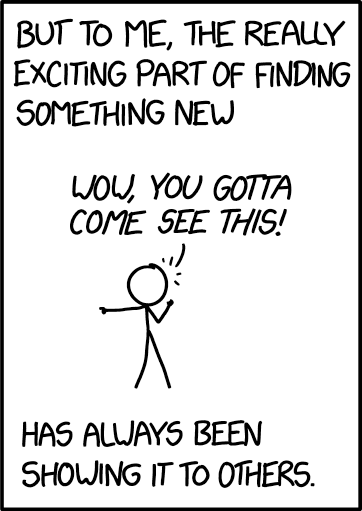 BUT TO ME, THE REALLY
EXCITING PART OF FINDING
SOMETHING NEW
WOW, YOU GOTTA
COME SEE THIS!
HAS ALWAYS BEEN
SHOWING IT TO OTHERS.